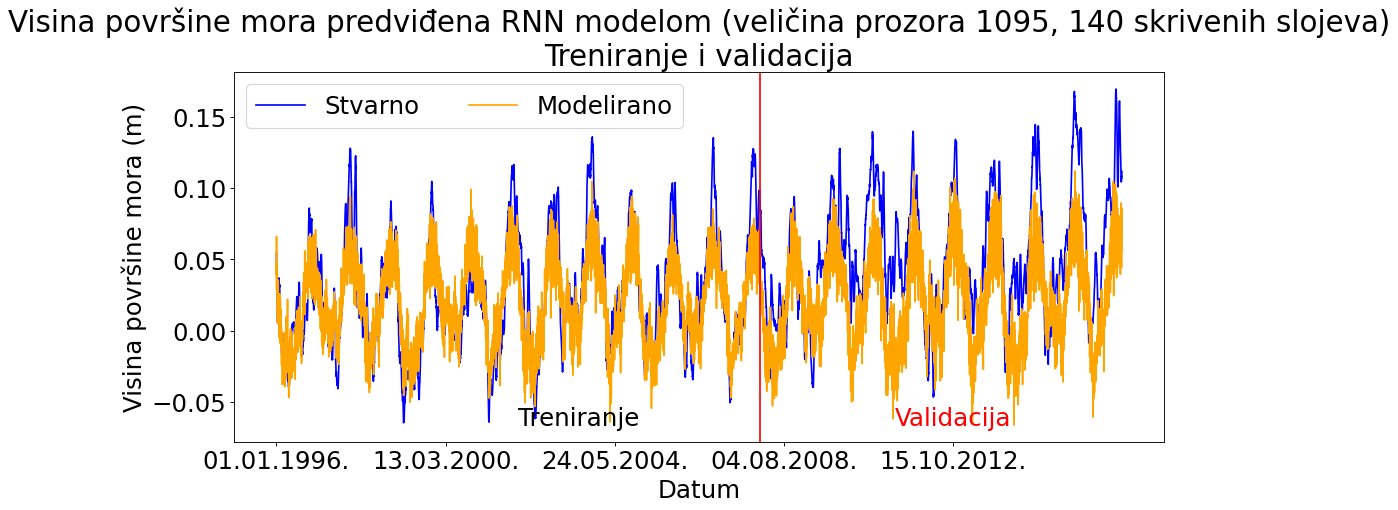 Visina površine mora predviđena RNN modelom (veličina prozora 1095, 140 skrivenih slojeva)
Treniranje i validacija
Stvarno
Modelirano
Visina površine mora (m)
0.15
0.10
0.05
0.00
−0.05
Treniranje
Validacija
01.01.1996.
13.03.2000.
24.05.2004.
04.08.2008.
15.10.2012.
Datum